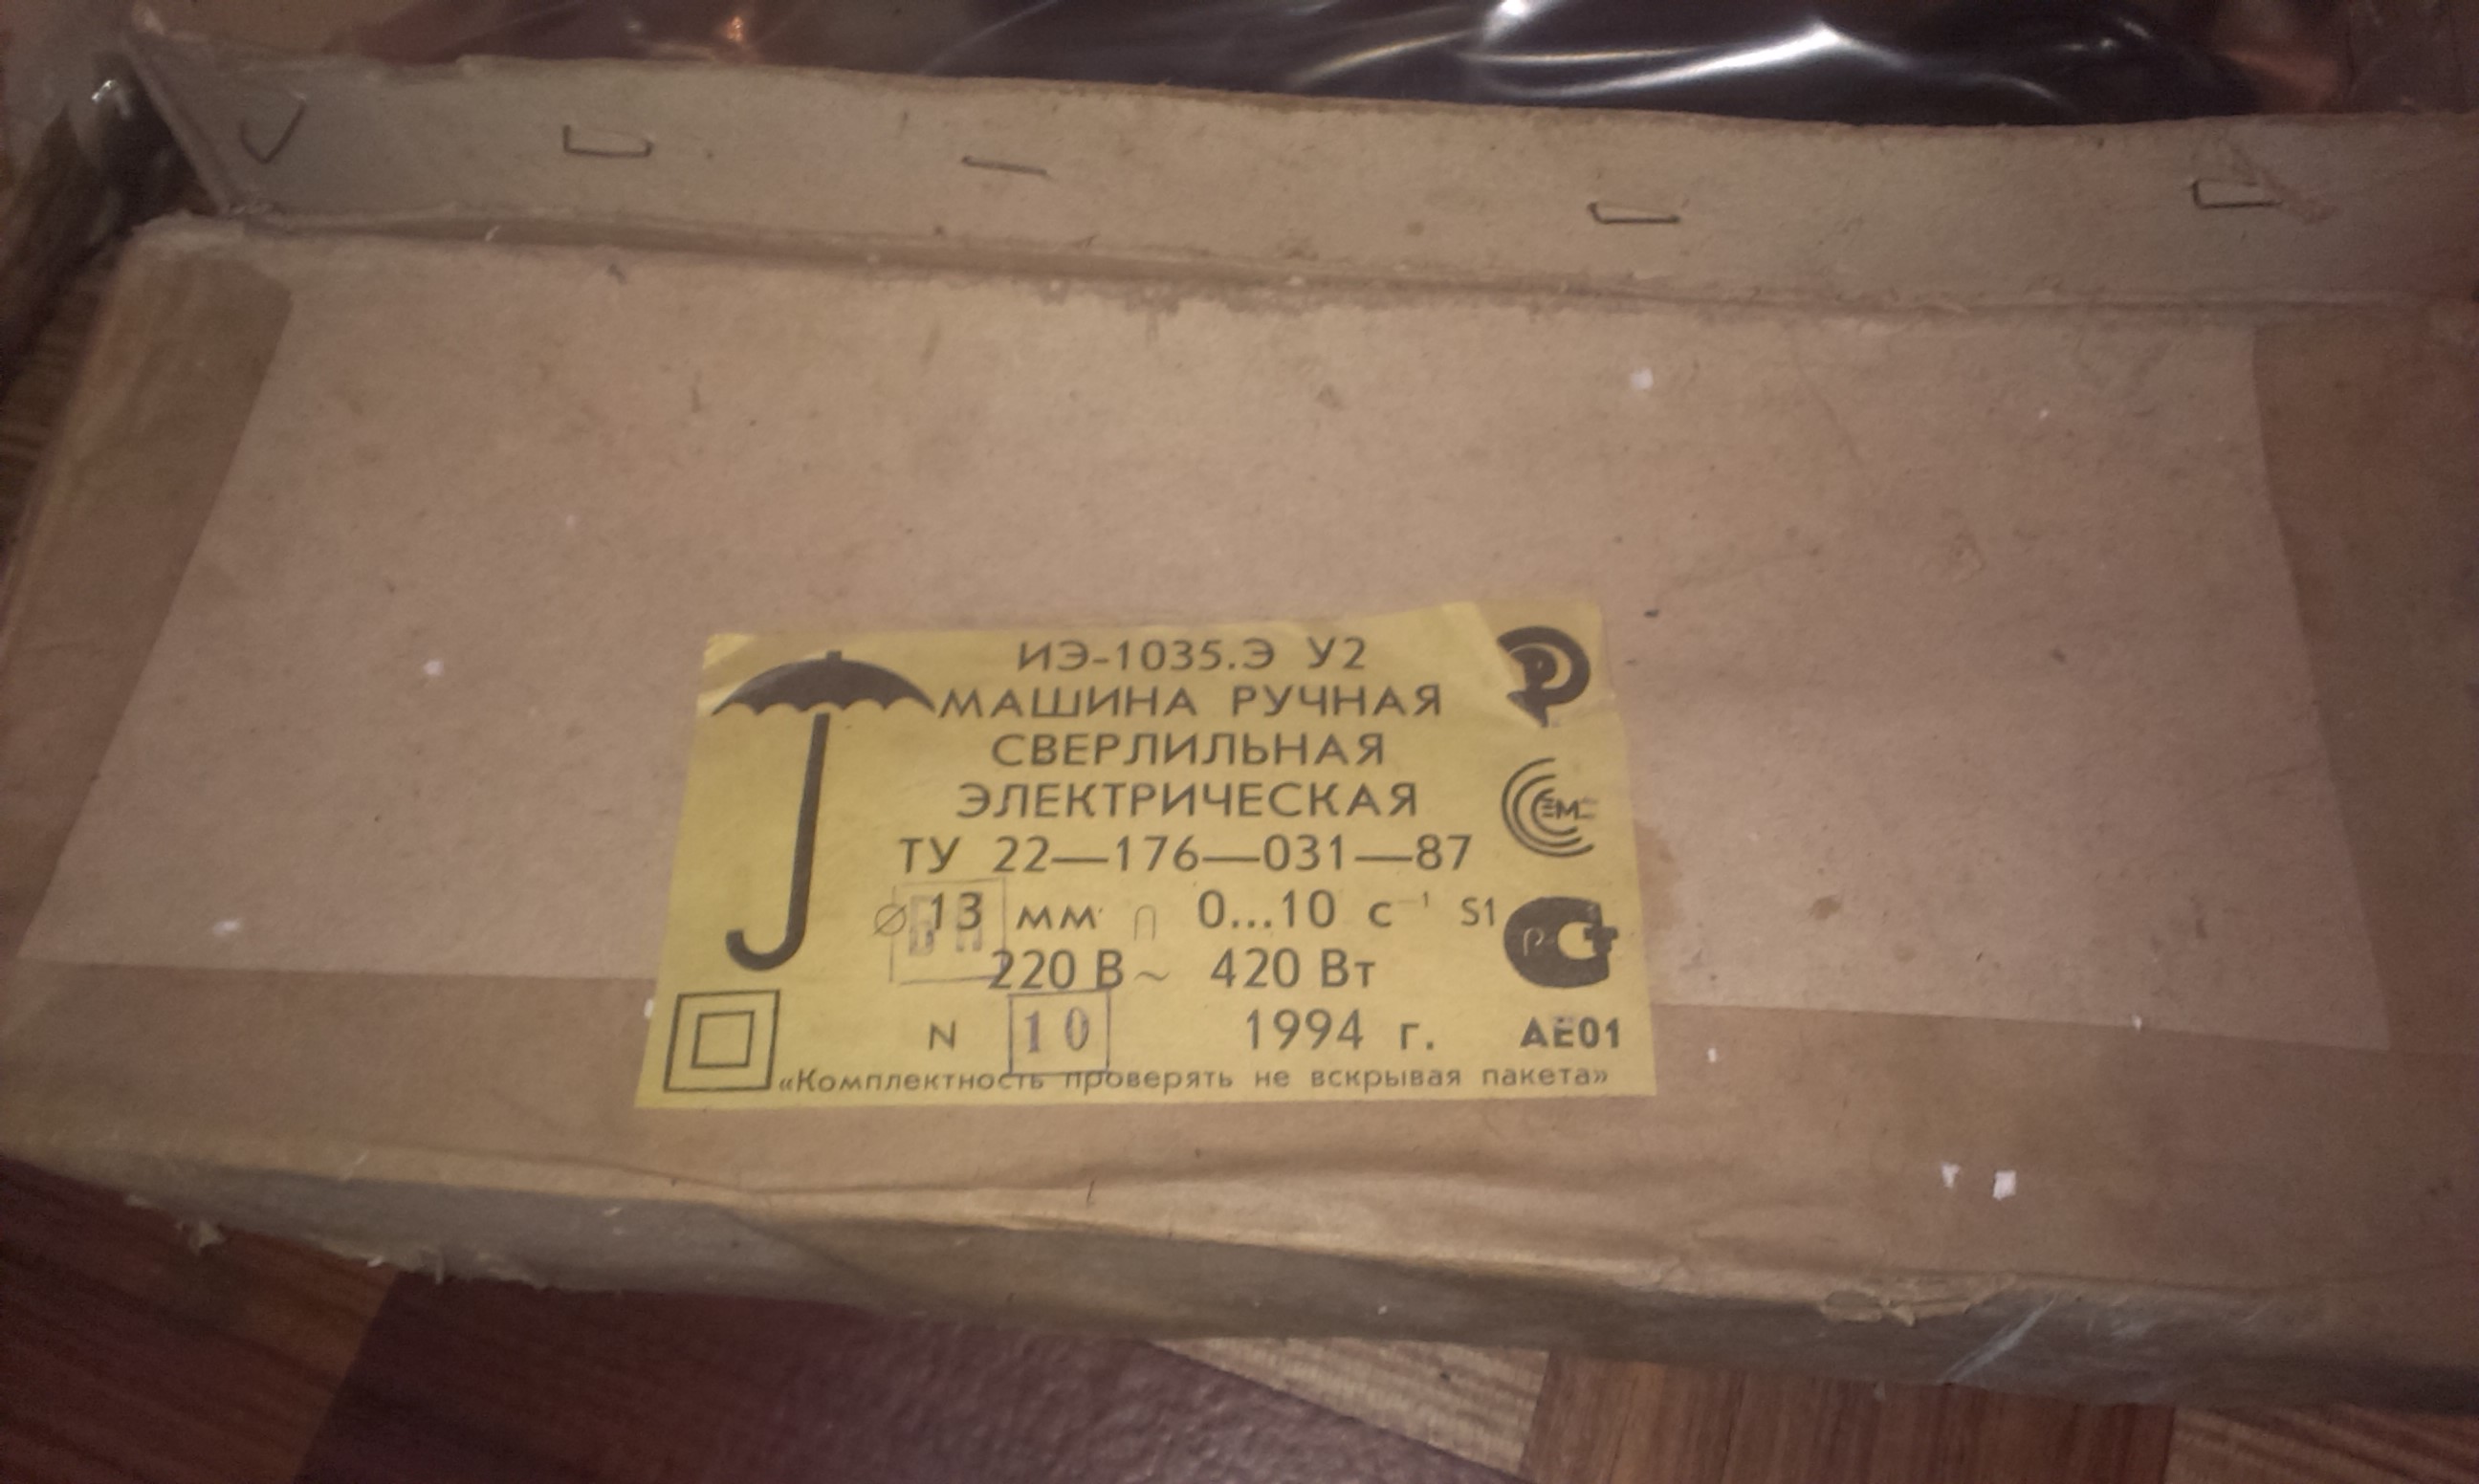 ИЭ-1035.Э У2
МАШИНА РУЧНАЯ
СВЕРЛИЛЬНАЯ
ЭЛЕКТРИЧЕСКАЯ
ТУ 22—176—031—87
⌀ 13 мм n 0...10 с⁻¹ S1
220 В~ 420 Вт
N 10 1994 г. АЕ01
«Комплектность проверять не вскрывая пакета»